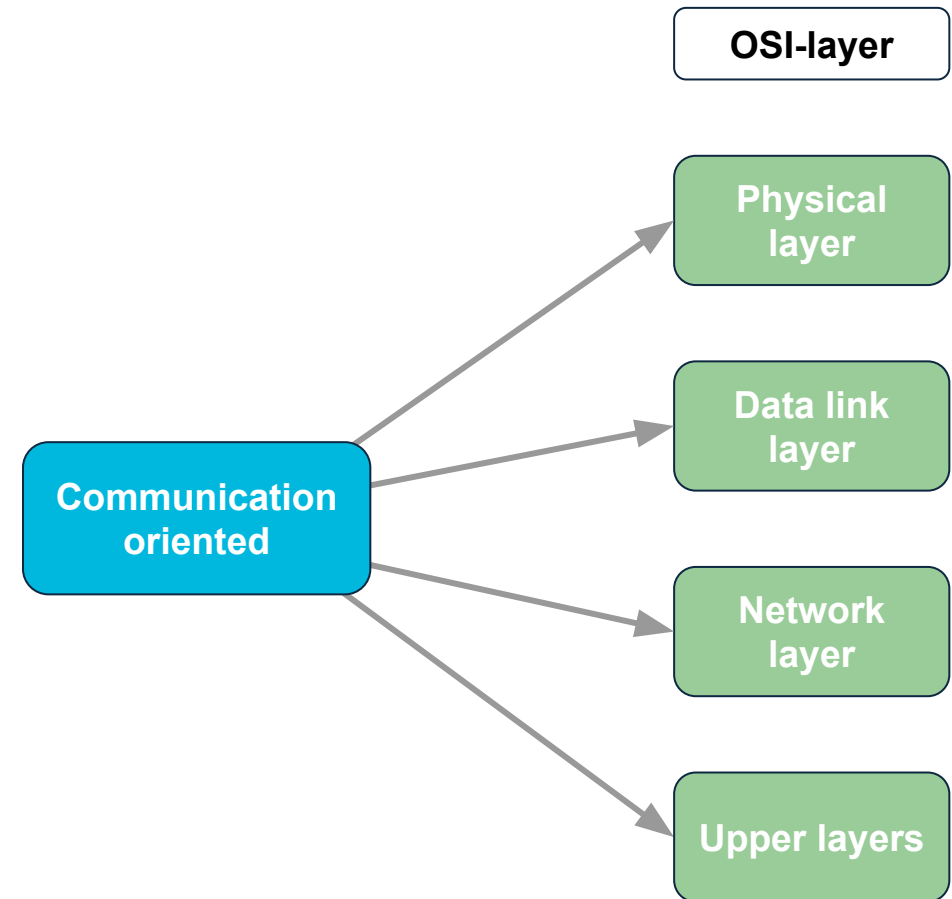 OSI-layer
Physical
layer
Data link
layer
Communication
oriented
Network
layer
Upper layers